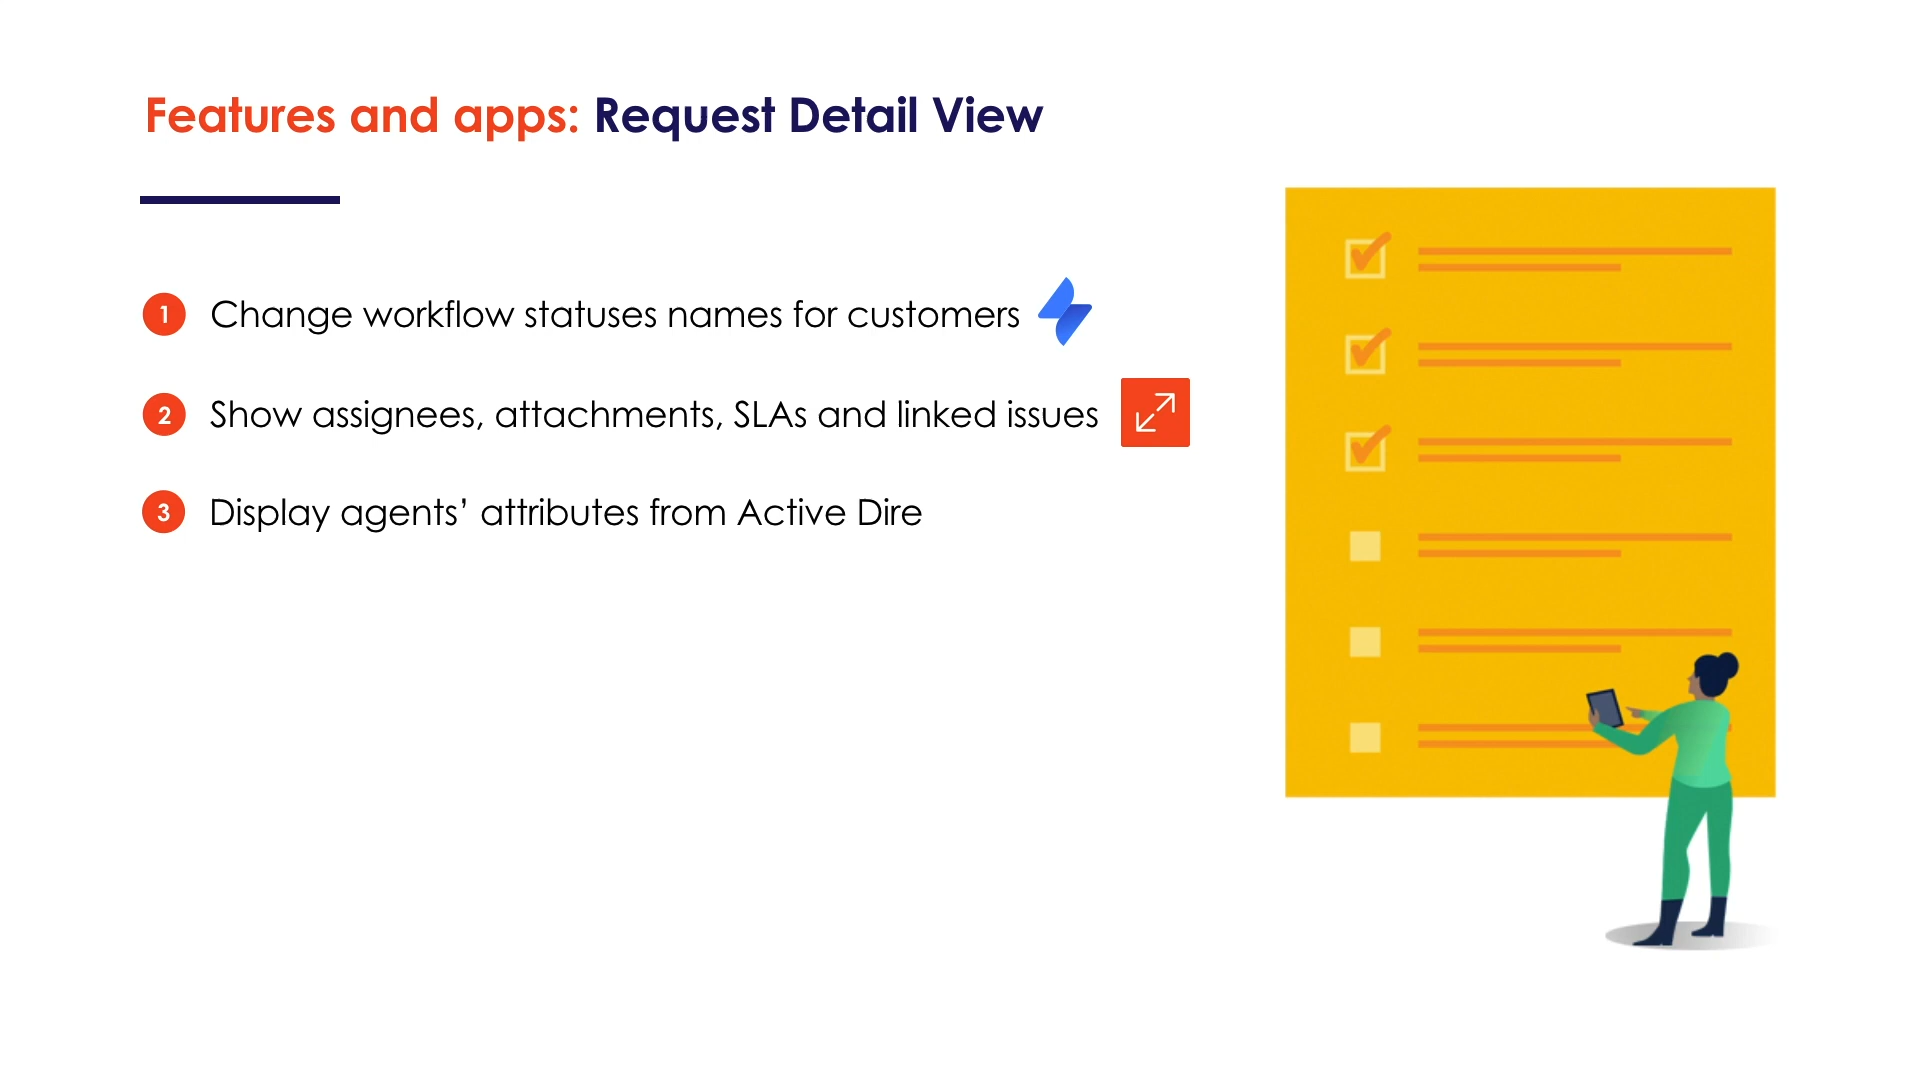 Features and apps: Request Detail View
1 Change workflow statuses names for customers
2 Show assignees, attachments, SLAs and linked issues
3 Display agents’ attributes from Active Dire